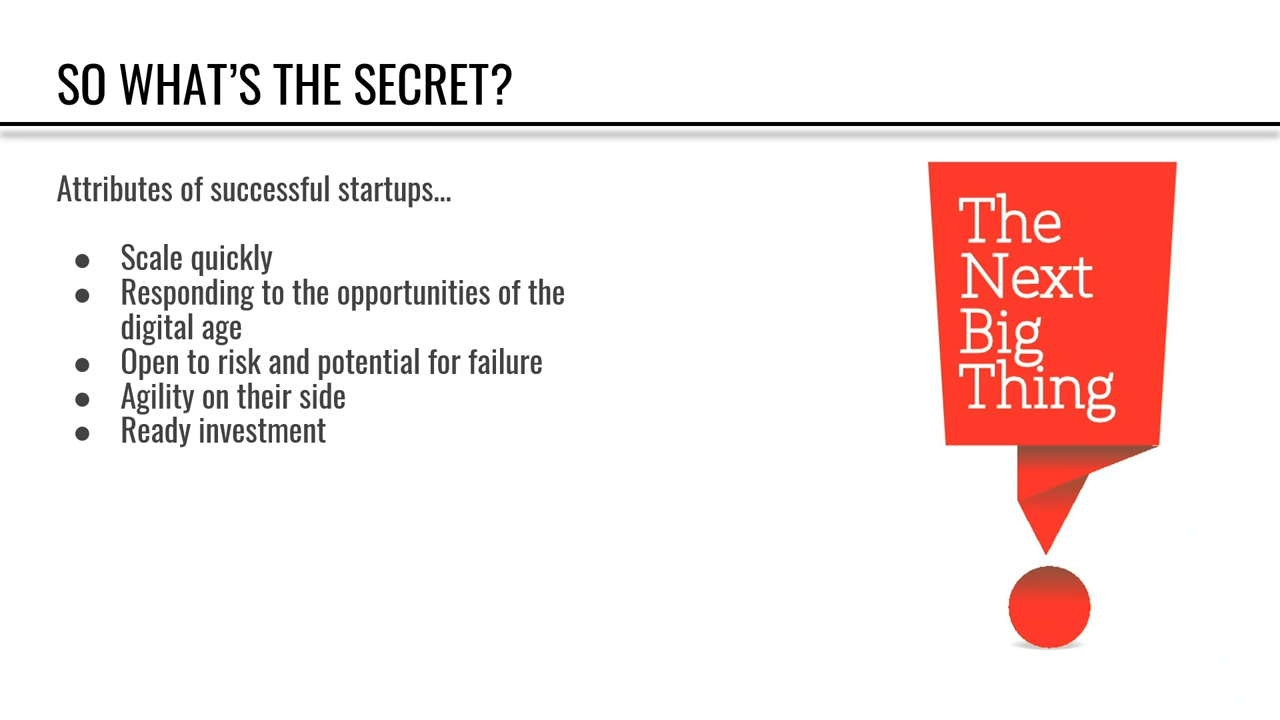 SO WHAT’S THE SECRET?
Attributes of successful startups...
● Scale quickly
● Responding to the opportunities of the
digital age
● Open to risk and potential for failure
● Agility on their side
● Ready investment
The
Next
Big
Thing